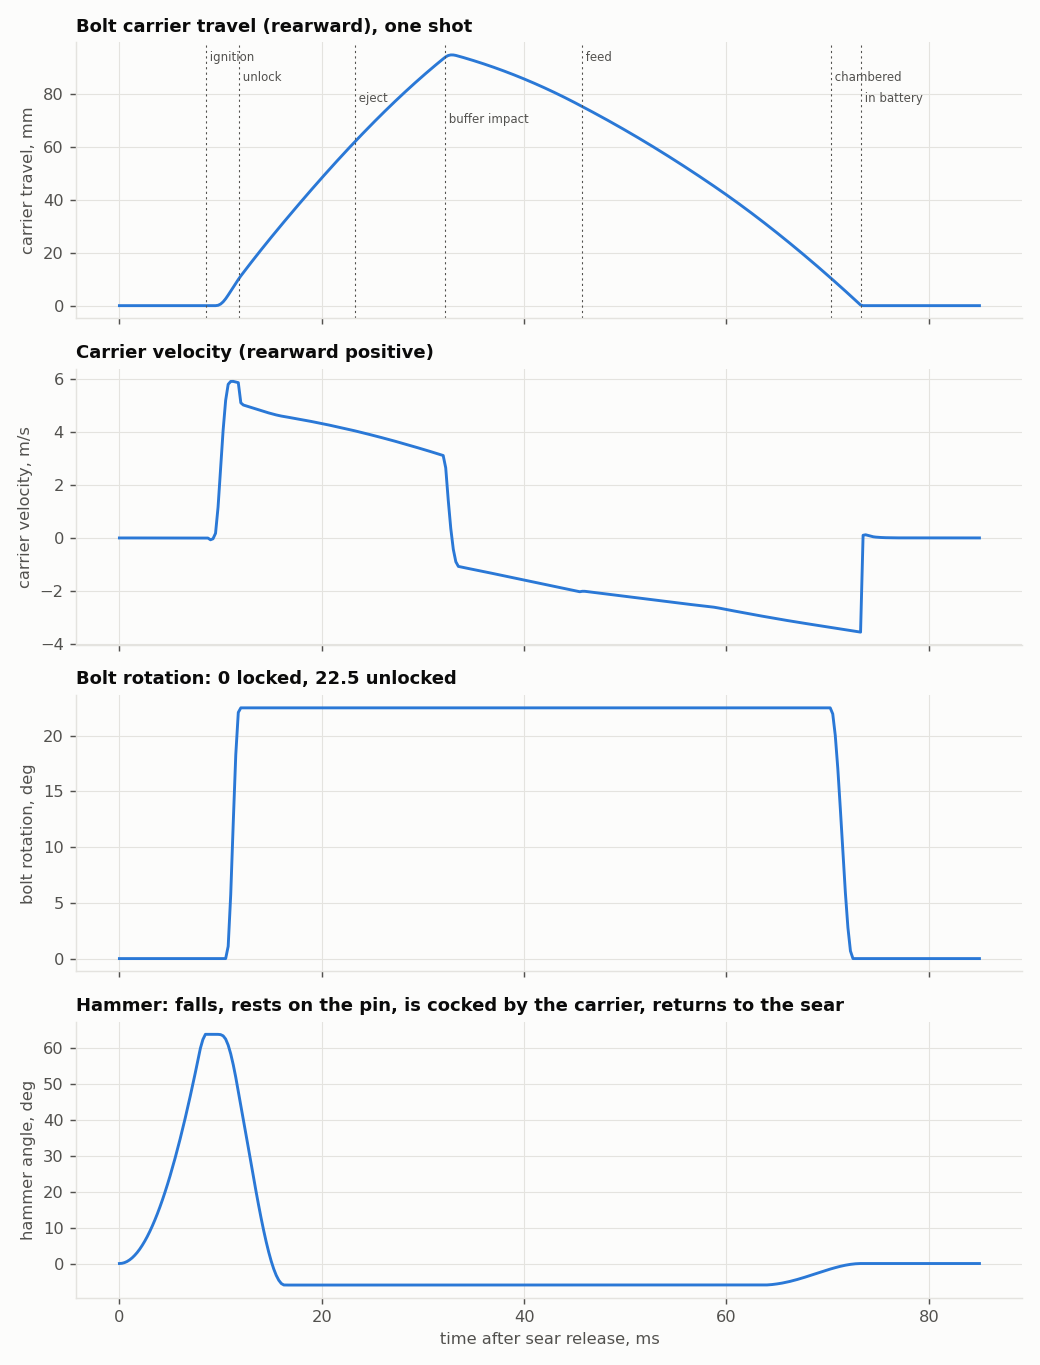 Bolt carrier travel (rearward), one shot
ignition
feed
unlock
chambered
eject
in battery
buffer impact
80
60
40
20
0
carrier travel, mm
Carrier velocity (rearward positive)
6
4
2
0
−2
−4
carrier velocity, m/s
Bolt rotation: 0 locked, 22.5 unlocked
20
15
10
5
0
bolt rotation, deg
Hammer: falls, rests on the pin, is cocked by the carrier, returns to the sear
60
50
40
30
20
10
0
hammer angle, deg
0 20 40 60 80
time after sear release, ms